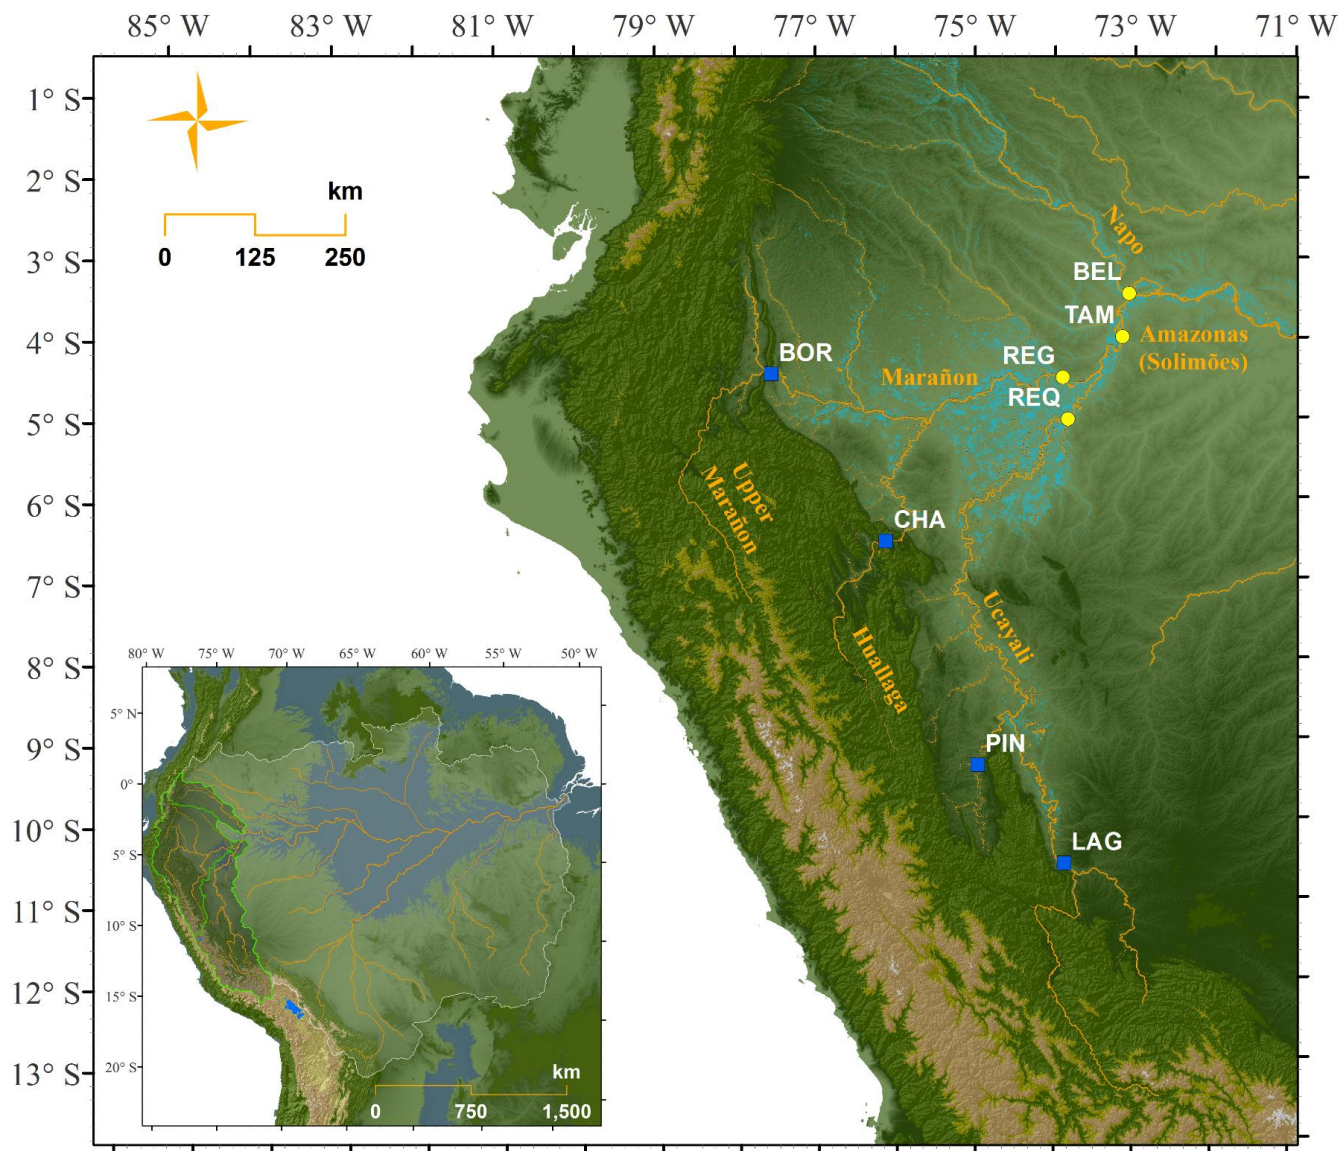 85° W 83° W 81° W 79° W 77° W 75° W 73° W 71° W
1° S
2° S
3° S
4° S
5° S
6° S
7° S
8° S
9° S
10° S
11° S
12° S
13° S
km
0 125 250
Napo
BEL
TAM
Amazonas
(Solimões)
REG
REQ
BOR
Marañon
Upper
Marañon
CHA
Ucayali
Huallaga
PIN
LAG
80° W 75° W 70° W 65° W 60° W 55° W 50° W
5° N
0°
5° S
10° S
15° S
20° S
km
0 750 1,500